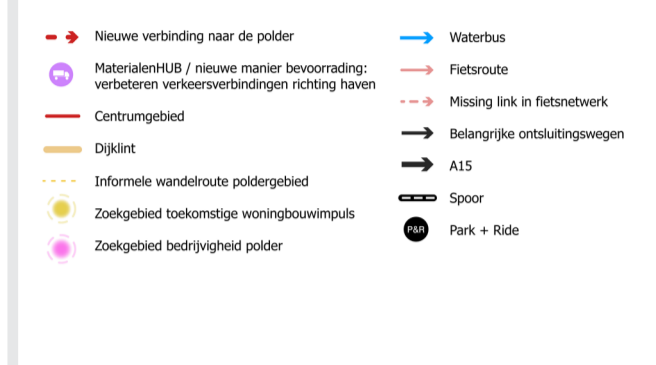 Nieuwe verbinding naar de polder
MaterialenHUB / nieuwe manier bevoorrading:
verbeteren verkeersverbindingen richting haven
Centrumgebied
Dijklint
Informele wandelroute poldergebied
Zoekgebied toekomstige woningbouwimpuls
Zoekgebied bedrijvigheid polder
Waterbus
Fietsroute
Missing link in fietsnetwerk
Belangrijke ontsluitingswegen
A15
Spoor
P&R Park + Ride